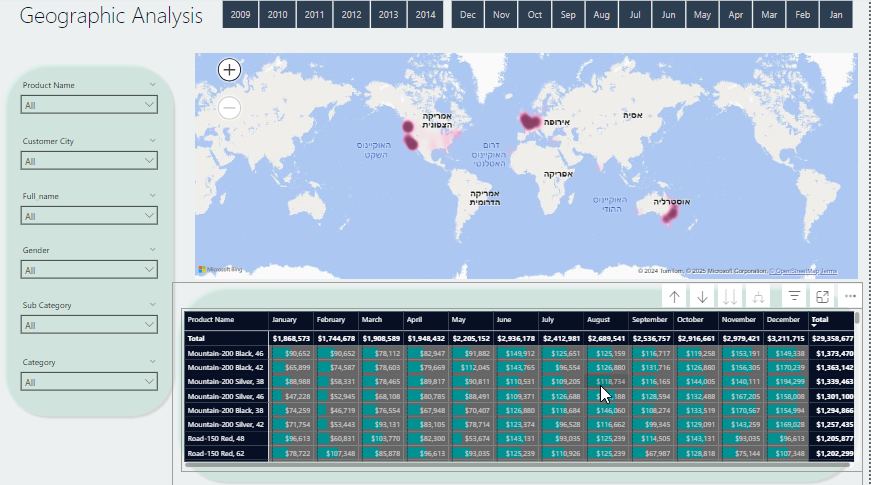 Geographic Analysis
2009 2010 2011 2012 2013 2014 Dec Nov Oct Sep Aug Jul Jun May Apr Mar Feb Jan
Product Name
All
Customer City
All
Full_name
All
Gender
All
Sub Category
All
Category
All
אמריקה
הצפונית
אירופה
אסיה
האוקיינוס
השקט
דרום
האוקיינוס
האטלנטי
אפריקה
אמריקה
הדרומית
האוקיינוס
ההודי
אוסטרליה
Microsoft Bing
© 2024 TomTom, © 2025 Microsoft Corporation, © OpenStreetMap Terms
Product Name January February March April May June July August September October November December Total
Total $1,868,573 $1,744,678 $1,908,589 $1,948,432 $2,205,152 $2,936,178 $2,412,981 $2,689,541 $2,536,757 $2,916,661 $2,979,421 $3,211,715 $29,358,677
Mountain-200 Black, 46 $90,652 $90,652 $78,112 $82,947 $91,882 $149,912 $125,651 $125,159 $116,717 $119,258 $153,191 $149,338 $1,373,470
Mountain-200 Black, 42 $65,899 $74,587 $78,603 $79,669 $112,045 $143,765 $96,554 $126,880 $131,716 $126,880 $156,305 $170,239 $1,363,142
Mountain-200 Silver, 38 $88,988 $58,331 $78,465 $89,817 $90,811 $110,531 $109,205 $118,734 $116,165 $144,005 $140,111 $194,299 $1,339,463
Mountain-200 Silver, 46 $47,228 $52,945 $68,108 $80,785 $88,491 $109,371 $126,688 188 $128,594 $132,488 $167,265 $158,008 $1,301,100
Mountain-200 Black, 38 $74,259 $46,719 $76,554 $67,948 $70,407 $126,880 $118,684 $146,060 $108,274 $133,519 $170,567 $154,994 $1,294,866
Mountain-200 Silver, 42 $71,754 $53,443 $93,131 $83,105 $78,714 $123,374 $96,528 $116,662 $99,345 $129,091 $143,259 $169,028 $1,257,435
Road-150 Red, 48 $96,613 $60,831 $103,770 $82,300 $53,674 $143,131 $93,035 $125,239 $114,505 $143,131 $93,035 $96,613 $1,205,877
Road-150 Red, 62 $78,722 $107,348 $85,878 $96,613 $93,035 $125,239 $110,926 $125,239 $67,987 $128,818 $75,144 $107,348 $1,202,299